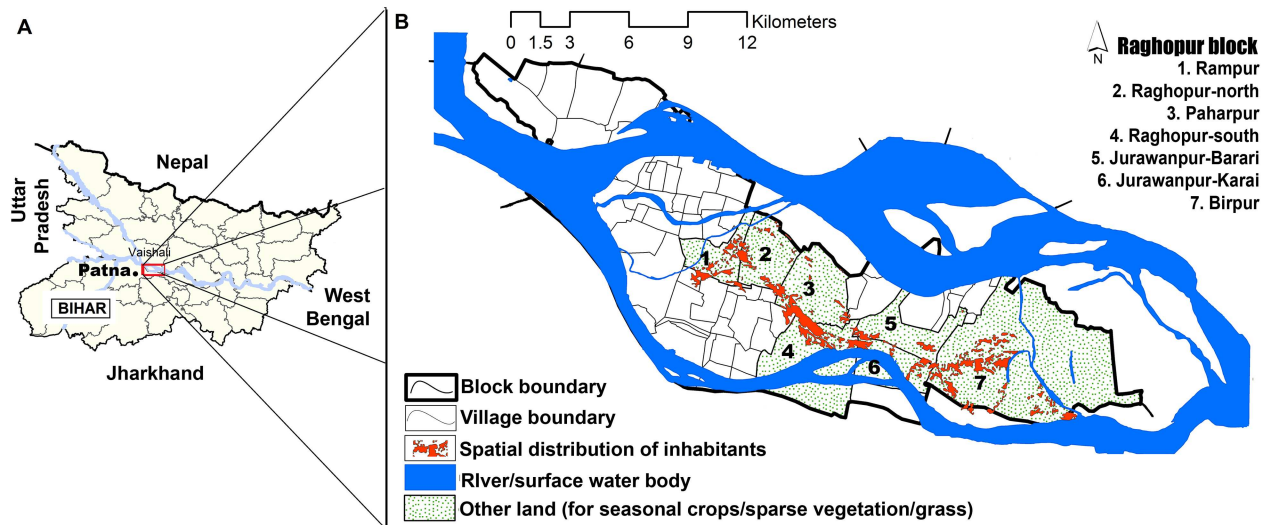 A
Nepal
Uttar
Pradesh
Vaishali
Patna
BIHAR
West
Bengal
Jharkhand
B
Kilometers
0 1.5 3 6 9 12
N
Raghopur block
1. Rampur
2. Raghopur-north
3. Paharpur
4. Raghopur-south
5. Jurawanpur-Barari
6. Jurawanpur-Karai
7. Birpur
1
2
3
4
5
6
7
Block boundary
Village boundary
Spatial distribution of inhabitants
RIver/surface water body
Other land (for seasonal crops/sparse vegetation/grass)